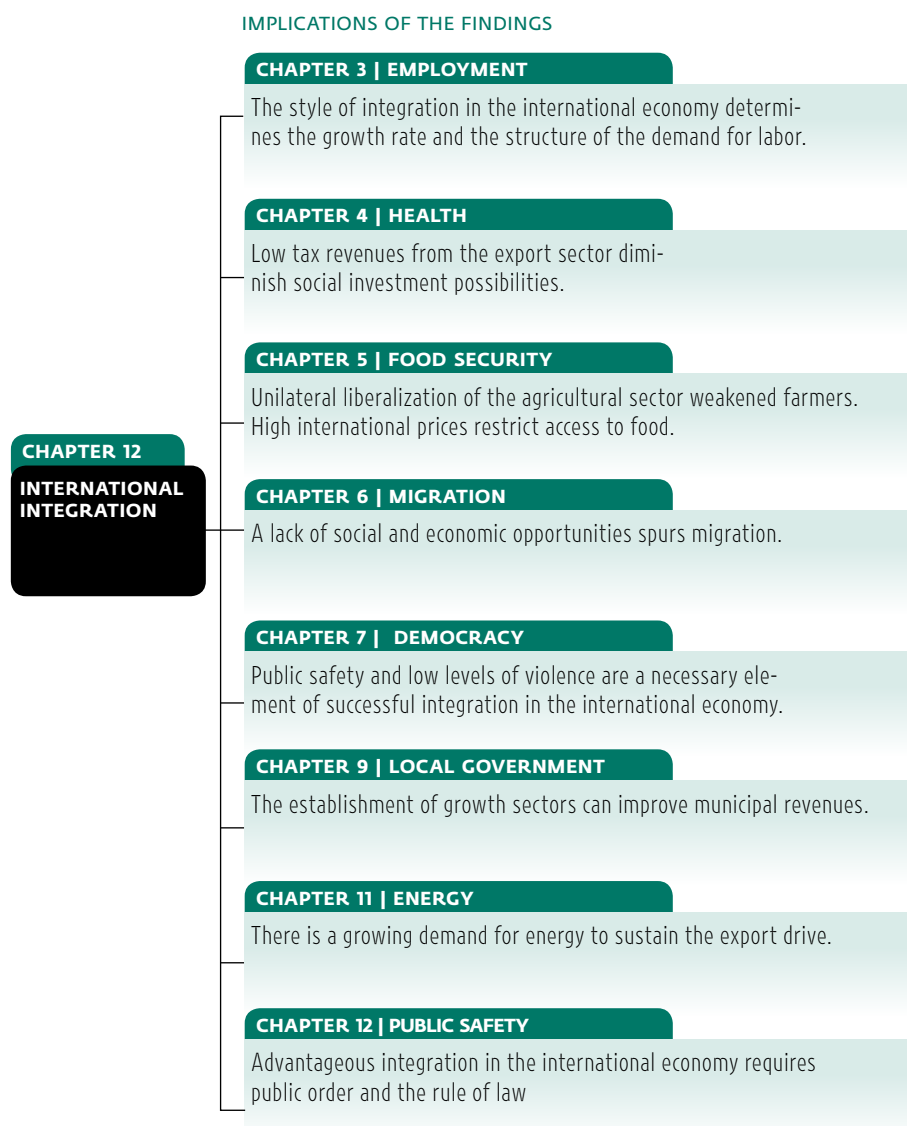 IMPLICATIONS OF THE FINDINGS
CHAPTER 3 | EMPLOYMENT
The style of integration in the international economy determi-
nes the growth rate and the structure of the demand for labor.
CHAPTER 4 | HEALTH
Low tax revenues from the export sector dimi-
nish social investment possibilities.
CHAPTER 5 | FOOD SECURITY
Unilateral liberalization of the agricultural sector weakened farmers.
High international prices restrict access to food.
CHAPTER 12
INTERNATIONAL
INTEGRATION
CHAPTER 6 | MIGRATION
A lack of social and economic opportunities spurs migration.
CHAPTER 7 | DEMOCRACY
Public safety and low levels of violence are a necessary ele-
ment of successful integration in the international economy.
CHAPTER 9 | LOCAL GOVERNMENT
The establishment of growth sectors can improve municipal revenues.
CHAPTER 11 | ENERGY
There is a growing demand for energy to sustain the export drive.
CHAPTER 12 | PUBLIC SAFETY
Advantageous integration in the international economy requires
public order and the rule of law